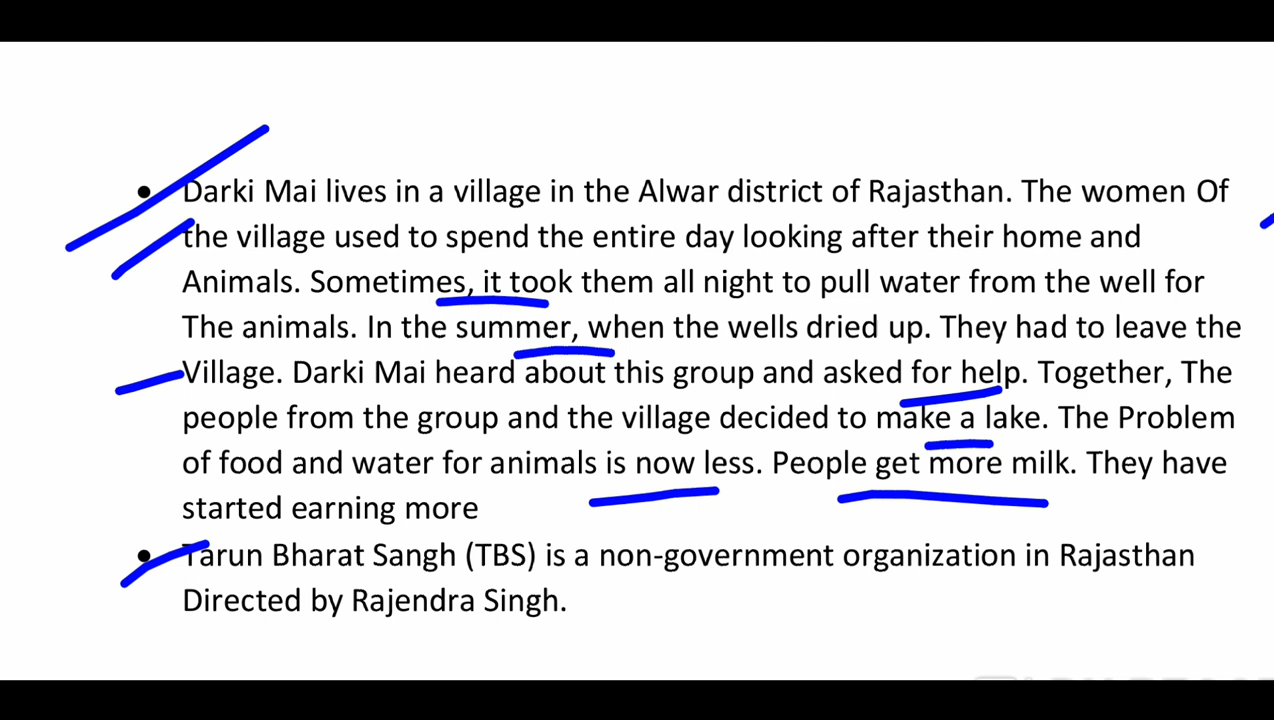 • Darki Mai lives in a village in the Alwar district of Rajasthan. The women Of
the village used to spend the entire day looking after their home and
Animals. Sometimes, it took them all night to pull water from the well for
The animals. In the summer, when the wells dried up. They had to leave the
Village. Darki Mai heard about this group and asked for help. Together, The
people from the group and the village decided to make a lake. The Problem
of food and water for animals is now less. People get more milk. They have
started earning more
• Tarun Bharat Sangh (TBS) is a non-government organization in Rajasthan
Directed by Rajendra Singh.